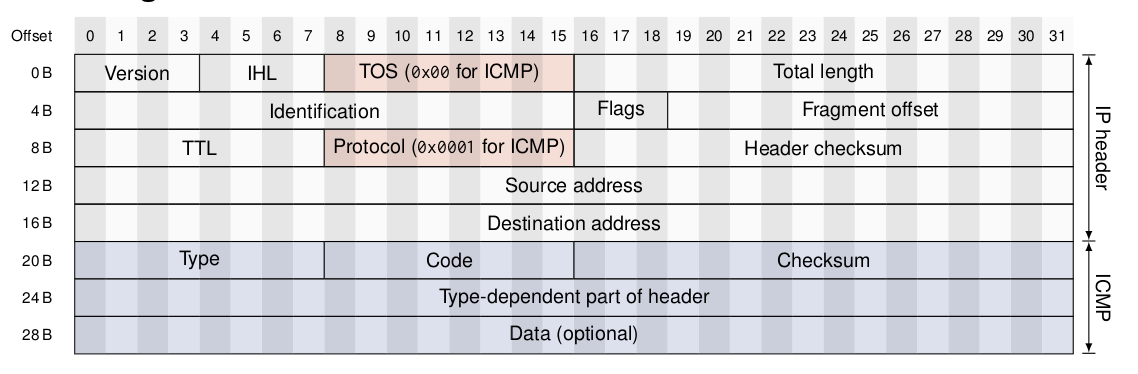 Offset 0 1 2 3 4 5 6 7 8 9 10 11 12 13 14 15 16 17 18 19 20 21 22 23 24 25 26 27 28 29 30 31
0 B Version IHL TOS (0x00 for ICMP) Total length
4 B Identification Flags Fragment offset
8 B TTL Protocol (0x0001 for ICMP) Header checksum
12 B Source address
16 B Destination address
IP header
20 B Type Code Checksum
24 B Type-dependent part of header
28 B Data (optional)
ICMP